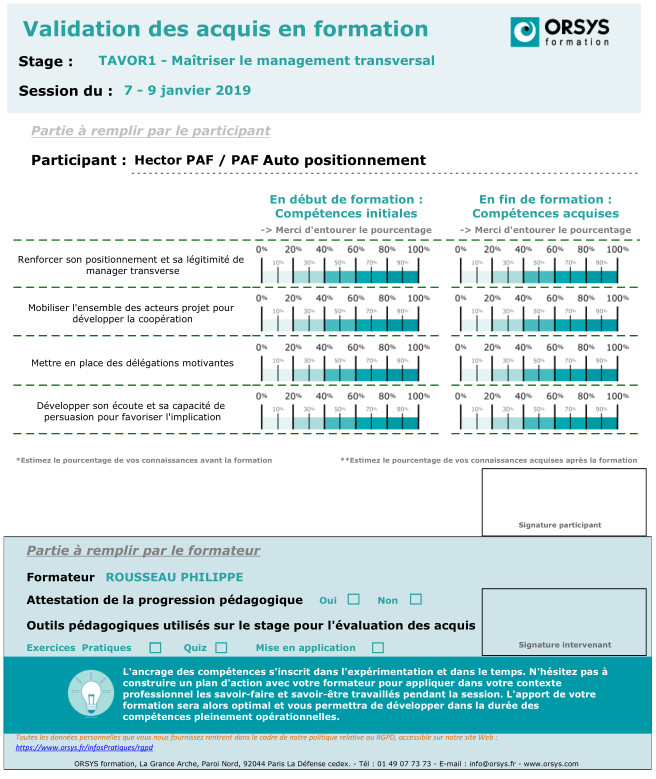 Validation des acquis en formation
ORSYS
formation
Stage : TAVOR1 - Maîtriser le management transversal
Session du : 7 - 9 janvier 2019
Partie à remplir par le participant
Participant : Hector PAF / PAF Auto positionnement
En début de formation : En fin de formation :
Compétences initiales Compétences acquises
-> Merci d'entourer le pourcentage -> Merci d'entourer le pourcentage
0% 20% 40% 60% 80% 100% 0% 20% 40% 60% 80% 100%
Renforcer son positionnement et sa légitimité de
10% 30% 50% 70% 90% 10% 30% 50% 70% 90%
manager transverse
0% 20% 40% 60% 80% 100% 0% 20% 40% 60% 80% 100%
Mobiliser l'ensemble des acteurs projet pour
10% 30% 50% 70% 90% 10% 30% 50% 70% 90%
développer la coopération
0% 20% 40% 60% 80% 100% 0% 20% 40% 60% 80% 100%
Mettre en place des délégations motivantes
10% 30% 50% 70% 90% 10% 30% 50% 70% 90%
0% 20% 40% 60% 80% 100% 0% 20% 40% 60% 80% 100%
Développer son écoute et sa capacité de
10% 30% 50% 70% 90% 10% 30% 50% 70% 90%
persuasion pour favoriser l'implication
*Estimez le pourcentage de vos connaissances avant la formation **Estimez le pourcentage de vos connaissances acquises après la formation
Signature participant
Partie à remplir par le formateur
Formateur ROUSSEAU PHILIPPE
Attestation de la progression pédagogique Oui Non
Outils pédagogiques utilisés sur le stage pour l'évaluation des acquis
Signature intervenant
Exercices Pratiques Quiz Mise en application
L'ancrage des compétences s'inscrit dans l'expérimentation et dans le temps. N'hésitez pas à
construire un plan d'action avec votre formateur pour appliquer dans votre contexte
professionnel les savoir-faire et savoir-être travaillés pendant la session. L'apport de votre
formation sera alors optimal et vous permettra de développer dans la durée des
compétences pleinement opérationnelles.
Toutes les données personnelles que vous nous fournissez rentrent dans le cadre de notre politique relative au RGPD, accessible sur notre site Web :
https://www.orsys.fr/infosPratiques/rgpd
ORSYS formation, La Grance Arche, Paroi Nord, 92044 Paris La Défense cedex. - Tél : 01 49 07 73 73 - E-mail : info@orsys.fr - www.orsys.com